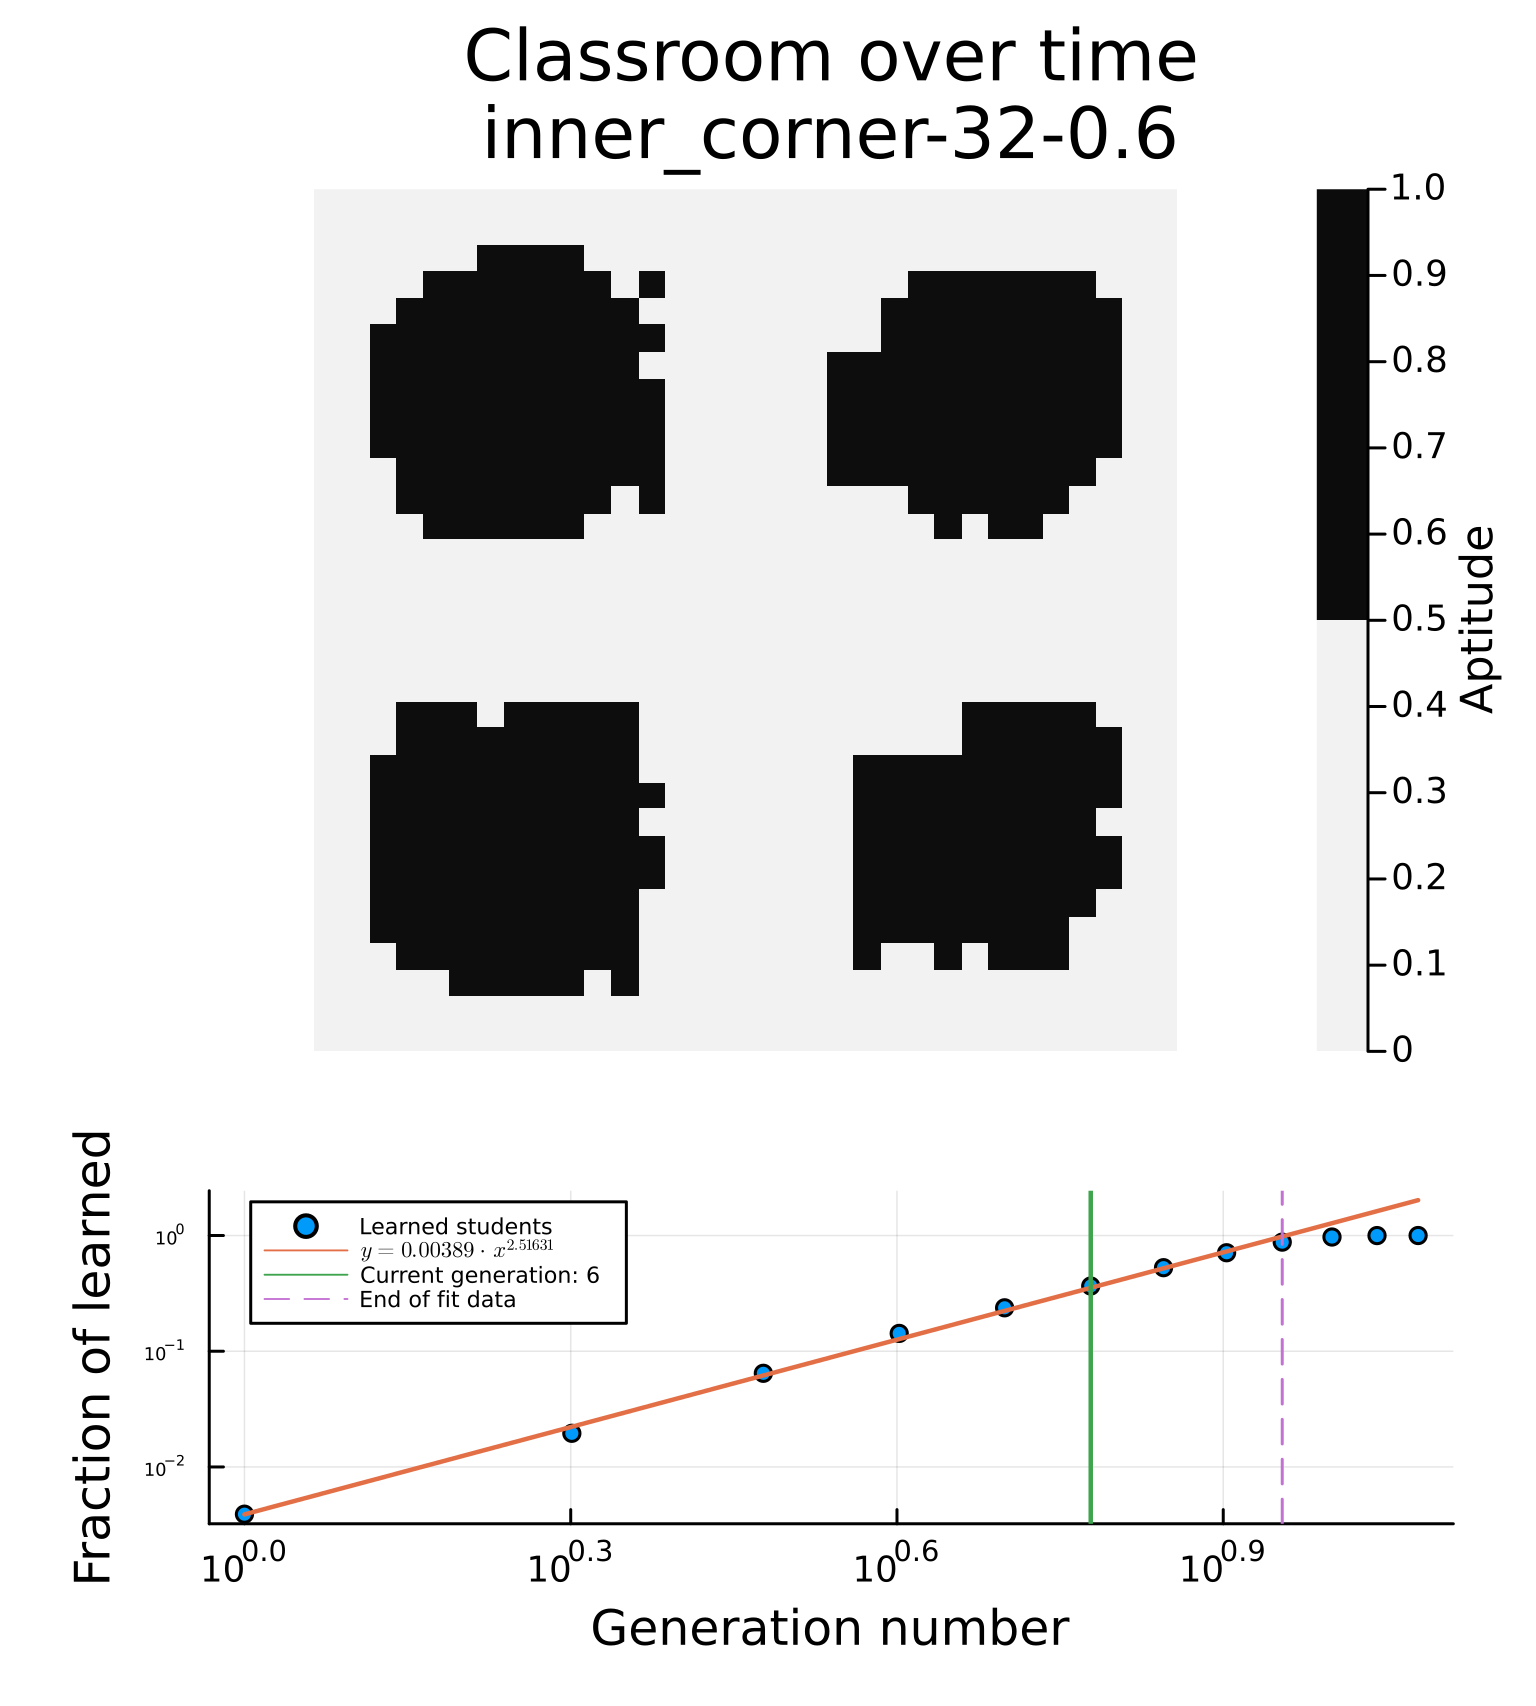 Classroom over time
inner_corner-32-0.6
1.0
0.9
0.8
0.7
0.6
0.5
0.4
0.3
0.2
0.1
0
Aptitude
Fraction of learned
10⁰
10⁻¹
10⁻²
Learned students
y = 0.00389 · x^2.51631
Current generation: 6
End of fit data
10^0.0 10^0.3 10^0.6 10^0.9
Generation number